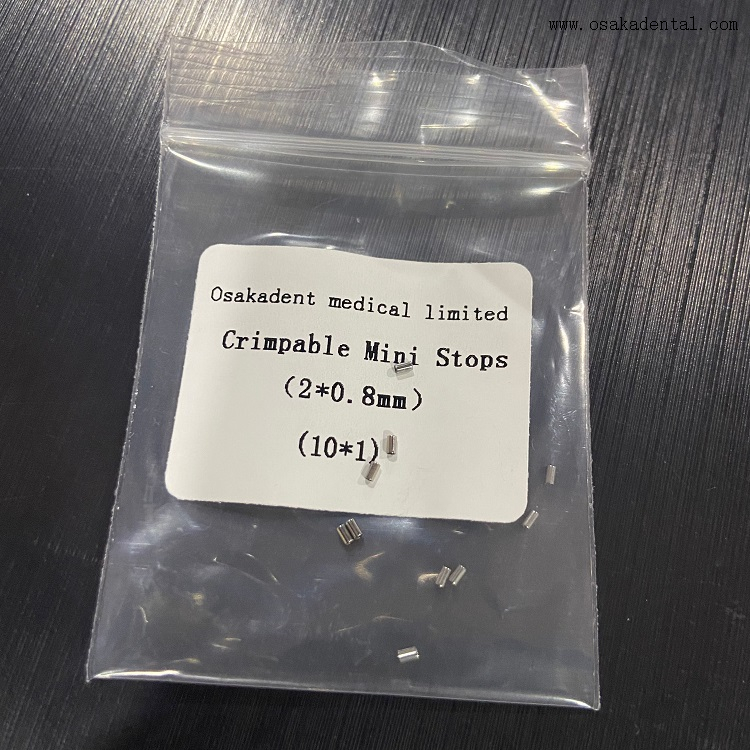 www.osakadental.com
Osakadent medical limited
Crimpable Mini Stops
(2*0.8mm)
(10*1)